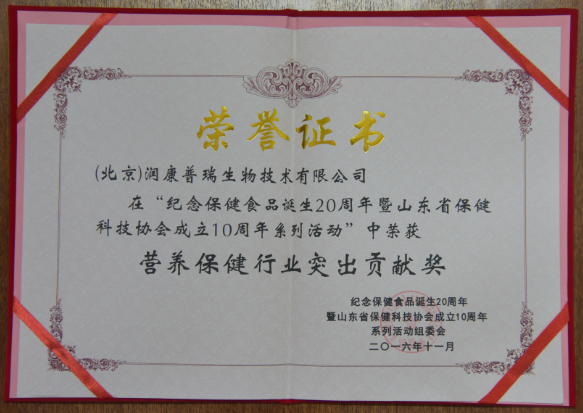 荣誉证书
(北京)润康普瑞生物技术有限公司
在“纪念保健食品诞生20周年暨山东省保健
科技协会成立10周年系列活动”中荣获
营养保健行业突出贡献奖
纪念保健食品诞生20周年
暨山东省保健科技协会成立10周年
系列活动组委会
二〇一六年十一月